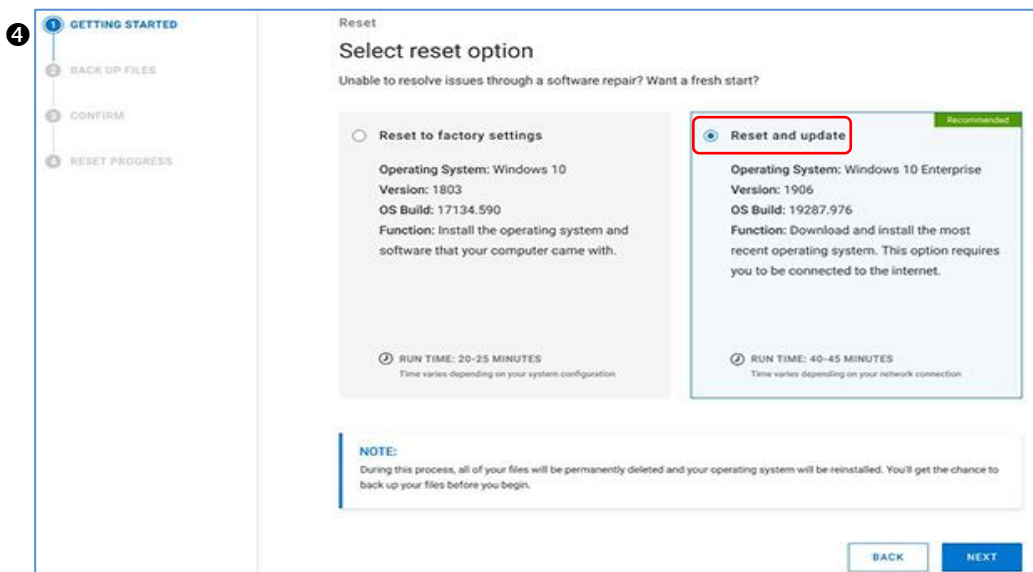 ❹
1 GETTING STARTED
2 BACK UP FILES
3 CONFIRM
4 RESET PROGRESS
Reset
Select reset option
Unable to resolve issues through a software repair? Want a fresh start?
Reset to factory settings
Operating System: Windows 10
Version: 1803
OS Build: 17134.590
Function: Install the operating system and
software that your computer came with.
RUN TIME: 20-25 MINUTES
Time varies depending on your system configuration
Recommended
Reset and update
Operating System: Windows 10 Enterprise
Version: 1906
OS Build: 19287.976
Function: Download and install the most
recent operating system. This option requires
you to be connected to the internet.
RUN TIME: 40-45 MINUTES
Time varies depending on your network connection
NOTE:
During this process, all of your files will be permanently deleted and your operating system will be reinstalled. You'll get the chance to
back up your files before you begin.
BACK
NEXT